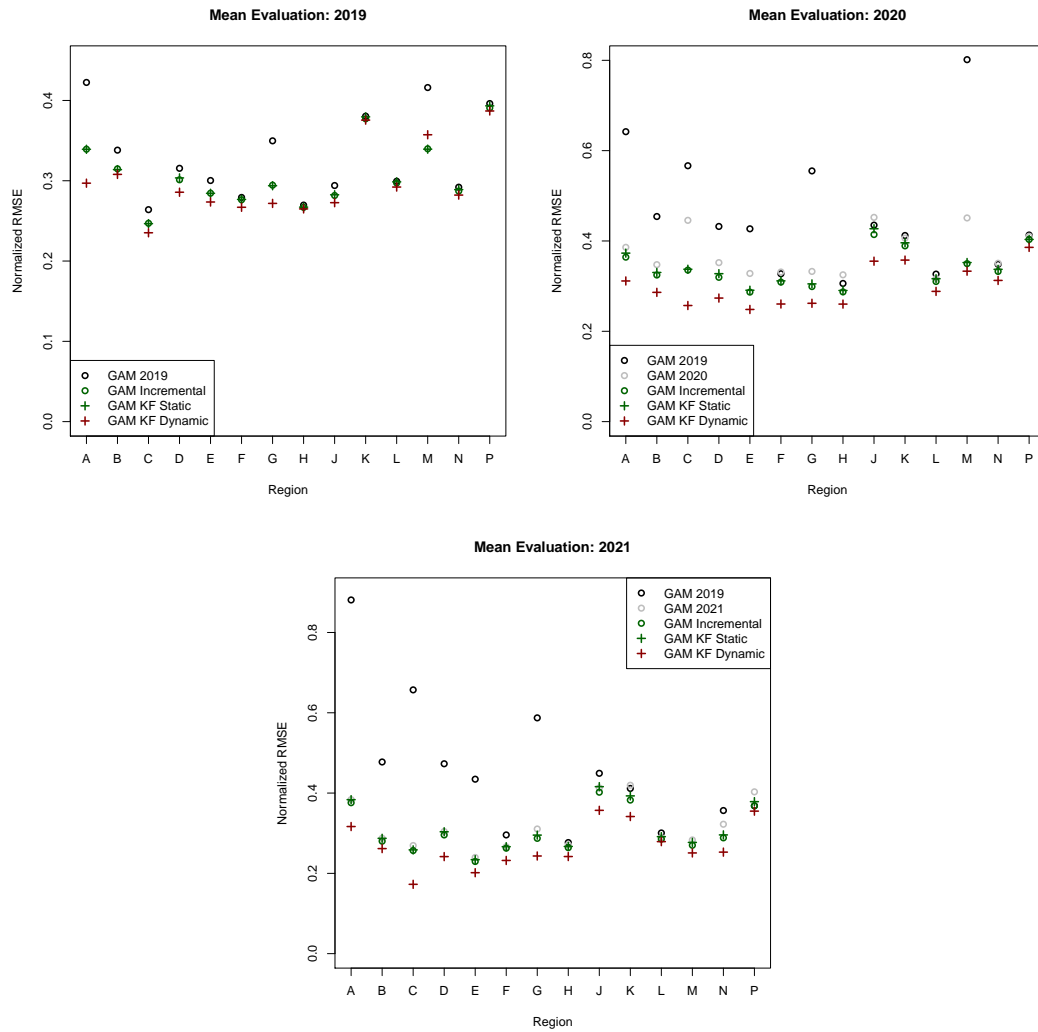 Mean Evaluation: 2019
Normalized RMSE
0.4
0.3
0.2
0.1
0.0
GAM 2019
GAM Incremental
GAM KF Static
GAM KF Dynamic
A B C D E F G H J K L M N P
Region
Mean Evaluation: 2020
Normalized RMSE
0.8
0.6
0.4
0.2
0.0
GAM 2019
GAM 2020
GAM Incremental
GAM KF Static
GAM KF Dynamic
A B C D E F G H J K L M N P
Region
Mean Evaluation: 2021
Normalized RMSE
0.8
0.6
0.4
0.2
0.0
GAM 2019
GAM 2021
GAM Incremental
GAM KF Static
GAM KF Dynamic
A B C D E F G H J K L M N P
Region